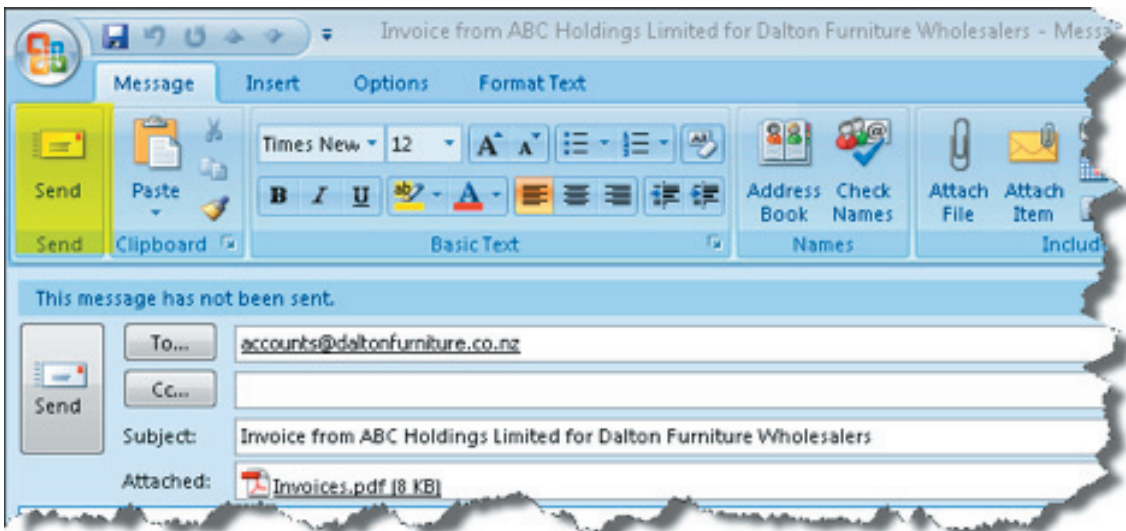 Invoice from ABC Holdings Limited for Dalton Furniture Wholesalers - Messa
Message Insert Options Format Text
Times New 12
Send Paste B I U Address Book Check Names Attach File Attach Item
Send Clipboard Basic Text Names Includ
This message has not been sent.
To... accounts@daltonfurniture.co.nz
Cc...
Send
Subject: Invoice from ABC Holdings Limited for Dalton Furniture Wholesalers
Attached: Invoices.pdf (8 KB)